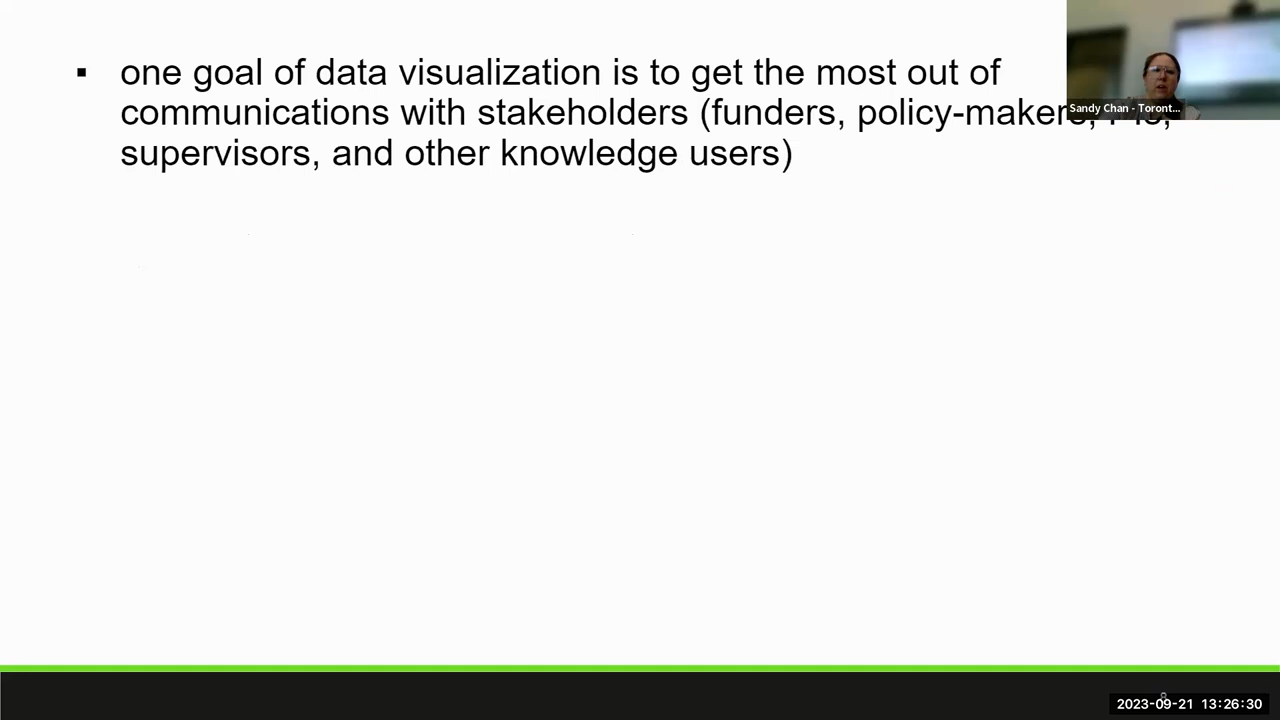 ▪ one goal of data visualization is to get the most out of
communications with stakeholders (funders, policy-makers,
supervisors, and other knowledge users)
Sandy Chan - Toront...
8
2023-09-21 13:26:30